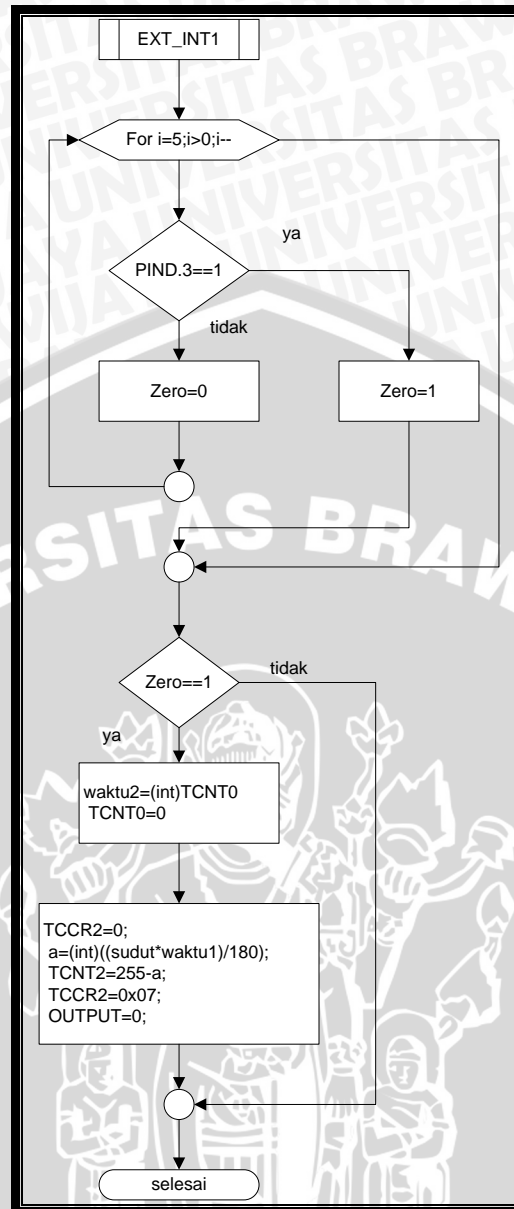 EXT_INT1
For i=5;i>0;i--
ya
PIND.3==1
tidak
Zero=0
Zero=1
Zero==1
tidak
ya
waktu2=(int)TCNT0
TCNT0=0
TCCR2=0;
a=(int)((sudut*waktu1)/180);
TCNT2=255-a;
TCCR2=0x07;
OUTPUT=0;
selesai